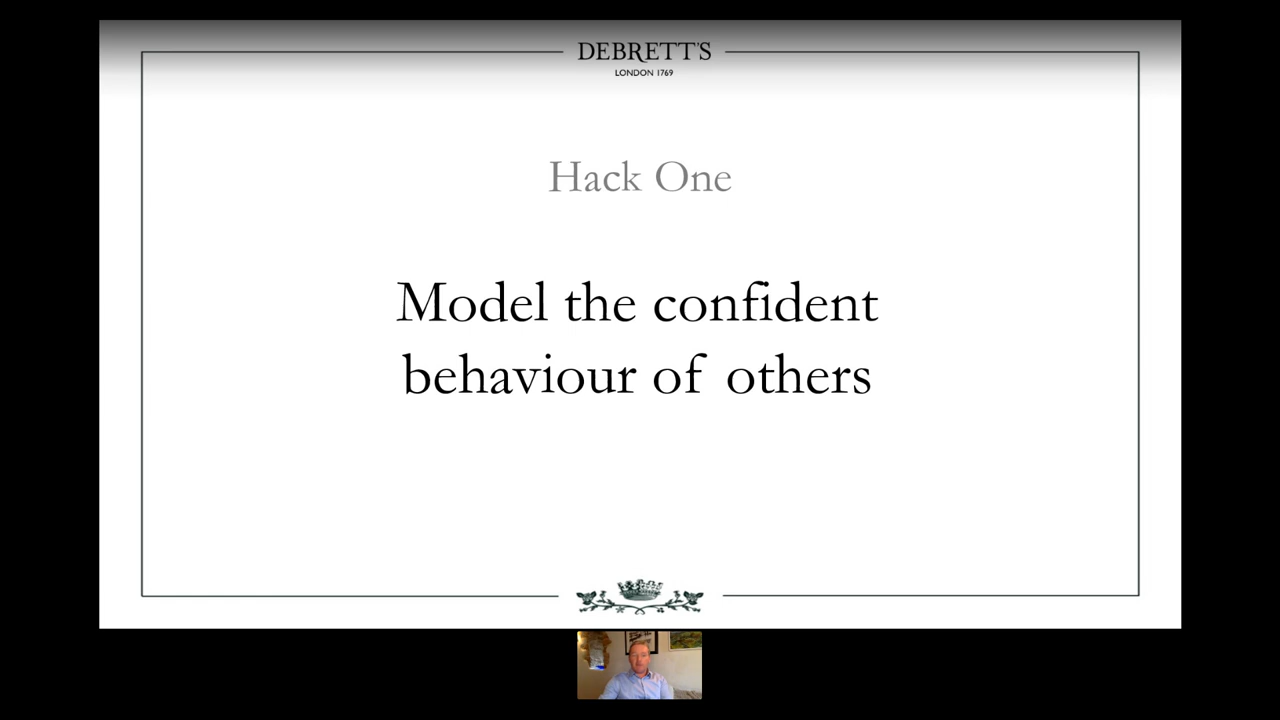 DEBRETT'S
LONDON 1769
Hack One
Model the confident
behaviour of others